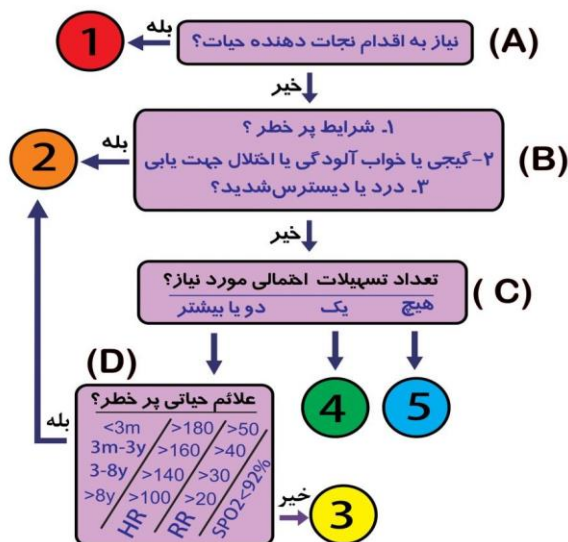 (A)
نیاز به اقدام نجات دهنده حیات؟
بله
1
خیر
(B)
۱ـ شرایط پر خطر ؟
۲-گیجی یا خواب آلودگی یا اختلال جهت یابی
۳ـ درد یا دیسترس شدید؟
بله
2
خیر
( C)
تعداد تسهیلات احتمالی مورد نیاز؟
هیچ یک دو یا بیشتر
5
4
(D)
علائم حیاتی پر خطر؟
<3m >180 >50
3m-3y >160 >40
3-8y >140 >30
>8y >100 >20
HR RR SPO2<92%
بله
خیر
3